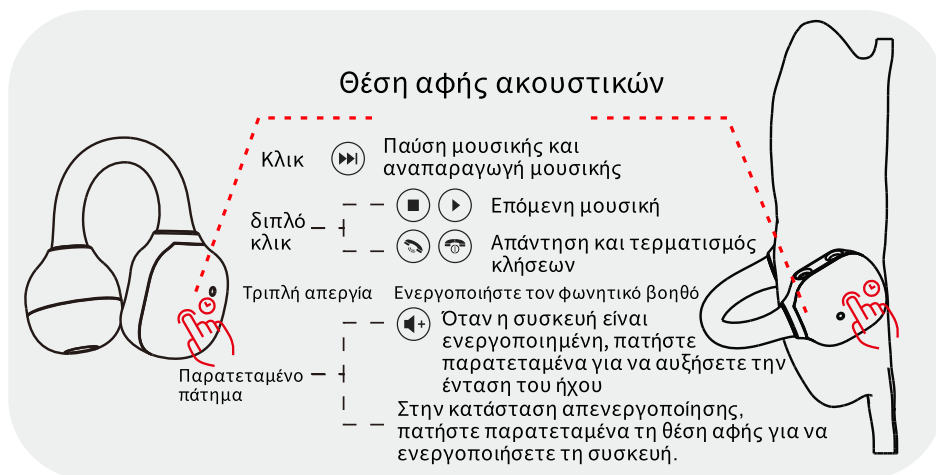 Θέση αφής ακουστικών
Κλικ
Παύση μουσικής και
αναπαραγωγή μουσικής
διπλό
κλικ
Επόμενη μουσική
Απάντηση και τερματισμός
κλήσεων
Τριπλή απεργία
Ενεργοποιήστε τον φωνητικό βοηθό
Παρατεταμένο
πάτημα
Όταν η συσκευή είναι
ενεργοποιημένη, πατήστε
παρατεταμένα για να αυξήσετε την
ένταση του ήχου
Στην κατάσταση απενεργοποίησης,
πατήστε παρατεταμένα τη θέση αφής για να
ενεργοποιήσετε τη συσκευή.